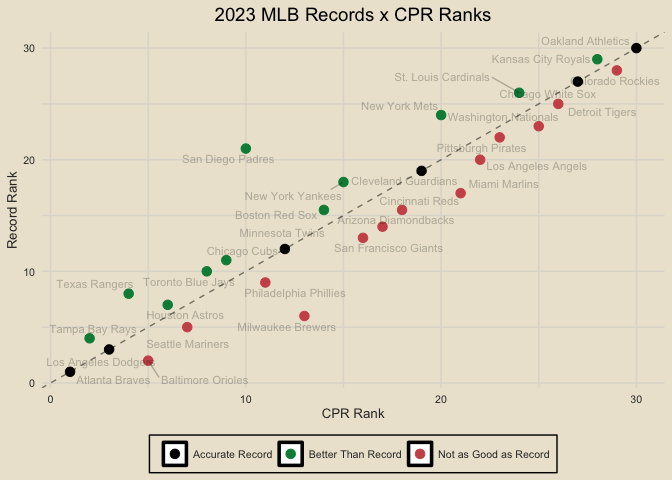 2023 MLB Records x CPR Ranks
Oakland Athletics
Kansas City Royals
St. Louis Cardinals
Colorado Rockies
Chicago White Sox
New York Mets
Washington Nationals
Detroit Tigers
Pittsburgh Pirates
San Diego Padres
Los Angeles Angels
Cleveland Guardians
Miami Marlins
New York Yankees
Cincinnati Reds
Boston Red Sox
Arizona Diamondbacks
Minnesota Twins
San Francisco Giants
Chicago Cubs
Texas Rangers
Toronto Blue Jays
Philadelphia Phillies
Houston Astros
Tampa Bay Rays
Milwaukee Brewers
Seattle Mariners
Los Angeles Dodgers
Atlanta Braves
Baltimore Orioles
30
20
10
0
Record Rank
0 10 20 30
CPR Rank
Accurate Record Better Than Record Not as Good as Record